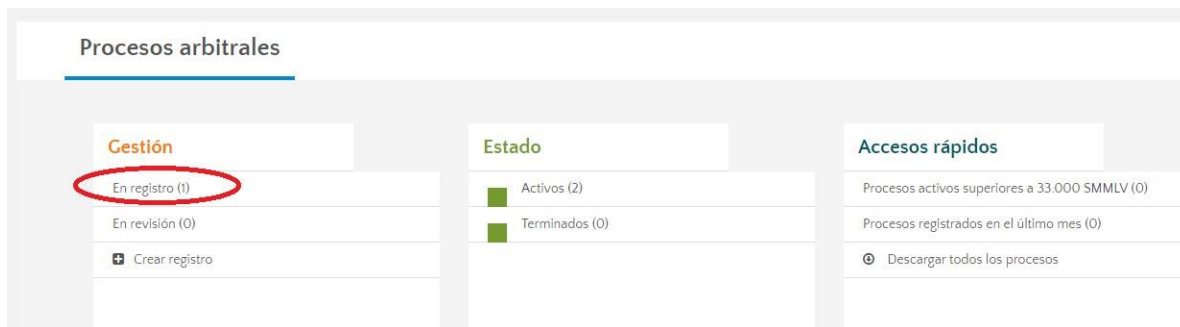 Procesos arbitrales
Gestión
En registro (1)
En revisión (0)
Crear registro
Estado
Activos (2)
Terminados (0)
Accesos rápidos
Procesos activos superiores a 33.000 SMMLV (0)
Procesos registrados en el último mes (0)
Descargar todos los procesos